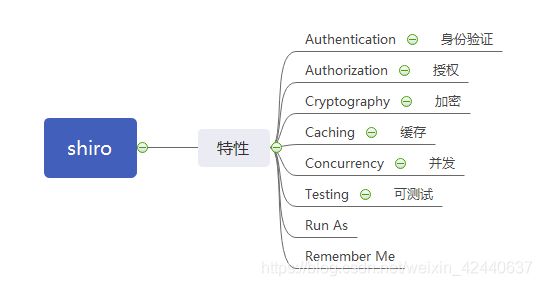 shiro
特性
Authentication 身份验证
Authorization 授权
Cryptography 加密
Caching 缓存
Concurrency 并发
Testing 可测试
Run As
Remember Me
https://blog.csdn.net/weixin_42440637